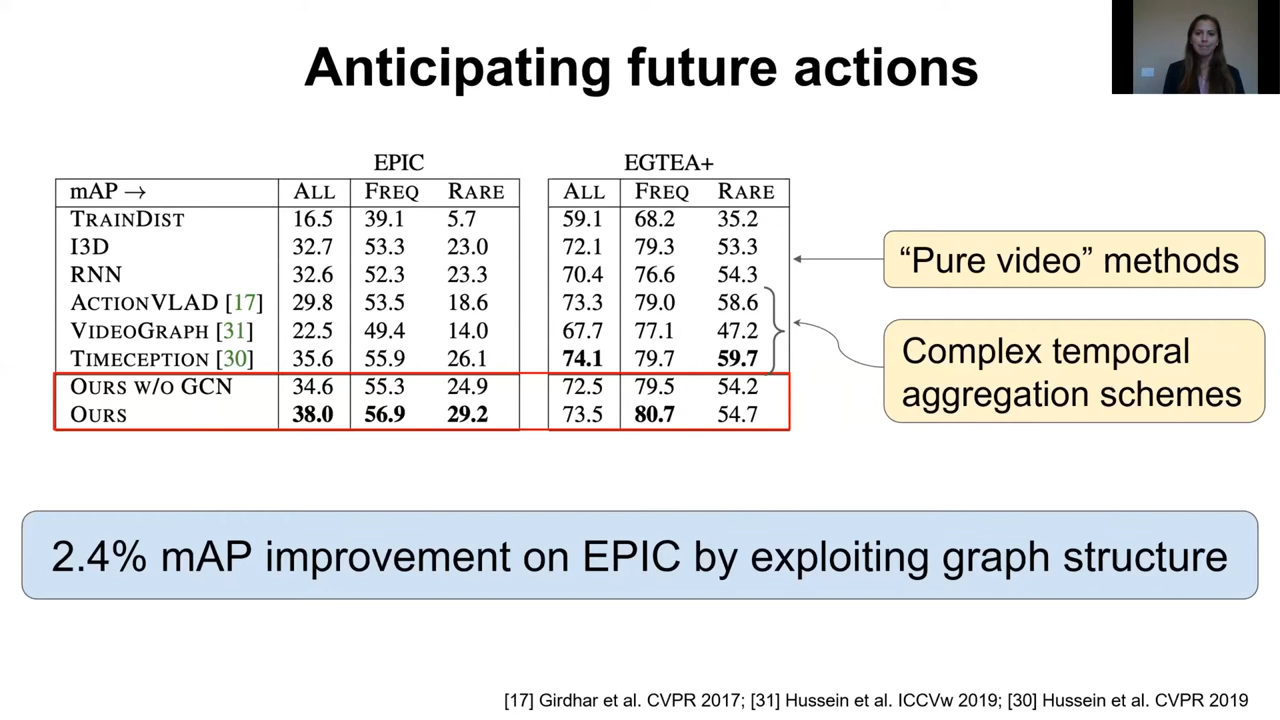 Anticipating future actions
EPIC EGTEA+
mAP → ALL FREQ RARE ALL FREQ RARE
TRAINDIST 16.5 39.1 5.7 59.1 68.2 35.2
I3D 32.7 53.3 23.0 72.1 79.3 53.3
RNN 32.6 52.3 23.3 70.4 76.6 54.3
ACTIONVLAD [17] 29.8 53.5 18.6 73.3 79.0 58.6
VIDEOGRAPH [31] 22.5 49.4 14.0 67.7 77.1 47.2
TIMECEPTION [30] 35.6 55.9 26.1 74.1 79.7 59.7
OURS W/O GCN 34.6 55.3 24.9 72.5 79.5 54.2
OURS 38.0 56.9 29.2 73.5 80.7 54.7
“Pure video” methods
Complex temporal
aggregation schemes
2.4% mAP improvement on EPIC by exploiting graph structure
[17] Girdhar et al. CVPR 2017; [31] Hussein et al. ICCVw 2019; [30] Hussein et al. CVPR 2019